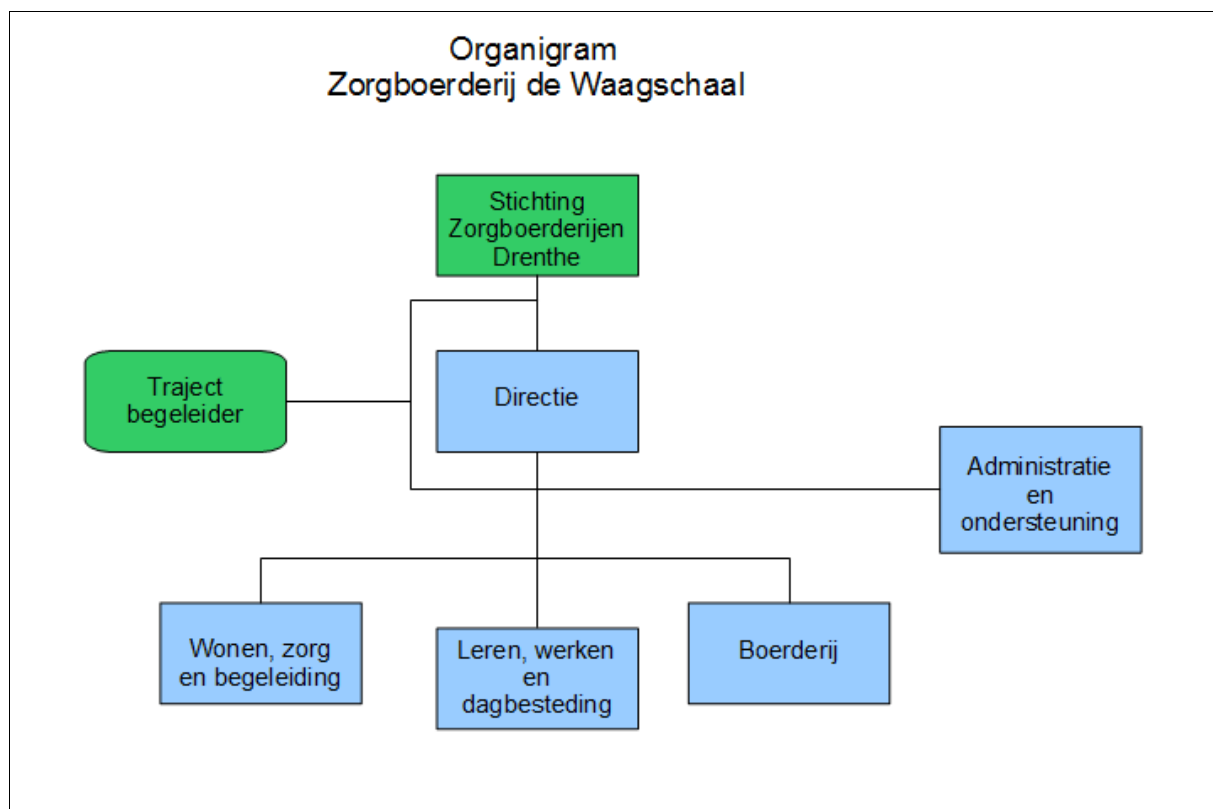 Organigram
Zorgboerderij de Waagschaal
Stichting
Zorgboerderijen
Drenthe
Traject
begeleider
Directie
Administratie
en
ondersteuning
Wonen, zorg
en begeleiding
Leren, werken
en
dagbesteding
Boerderij